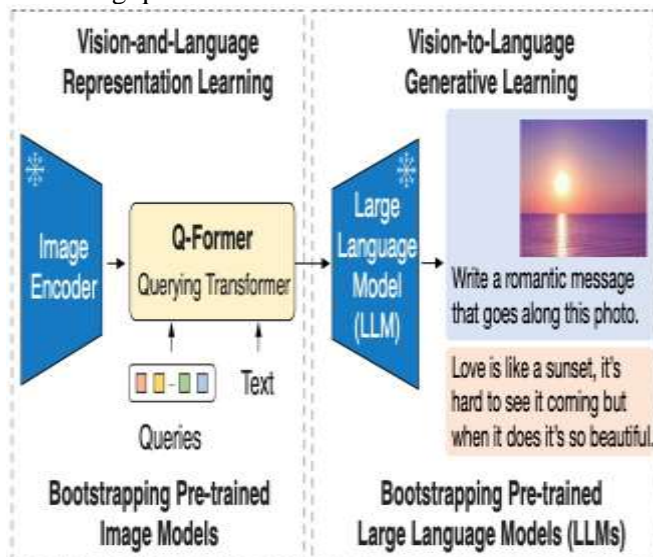 Vision-and-Language
Representation Learning
Image
Encoder
Q-Former
Querying Transformer
Queries
Text
Bootstrapping Pre-trained
Image Models
Vision-to-Language
Generative Learning
Large
Language
Model
(LLM)
Write a romantic message
that goes along this photo.
Love is like a sunset, it's
hard to see it coming but
when it does it's so beautiful.
Bootstrapping Pre-trained
Large Language Models (LLMs)